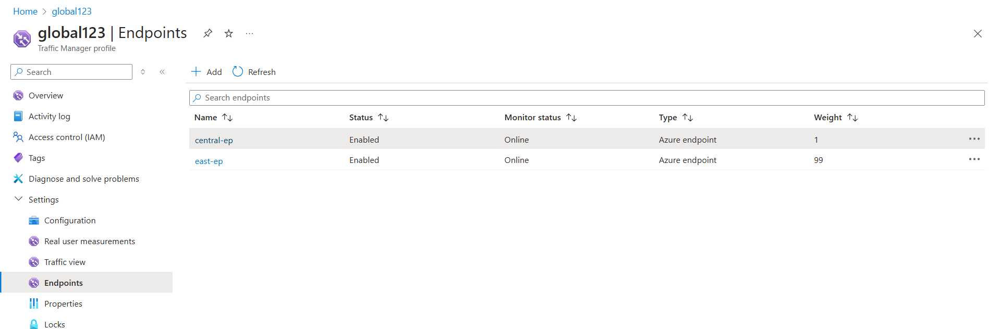 Home > global123
global123 | Endpoints
Traffic Manager profile
Search
Add Refresh
Overview
Search endpoints
Activity log
Name Status Monitor status Type Weight
Access control (IAM)
central-ep Enabled Online Azure endpoint 1
Tags
east-ep Enabled Online Azure endpoint 99
Diagnose and solve problems
Settings
Configuration
Real user measurements
Traffic view
Endpoints
Properties
Locks